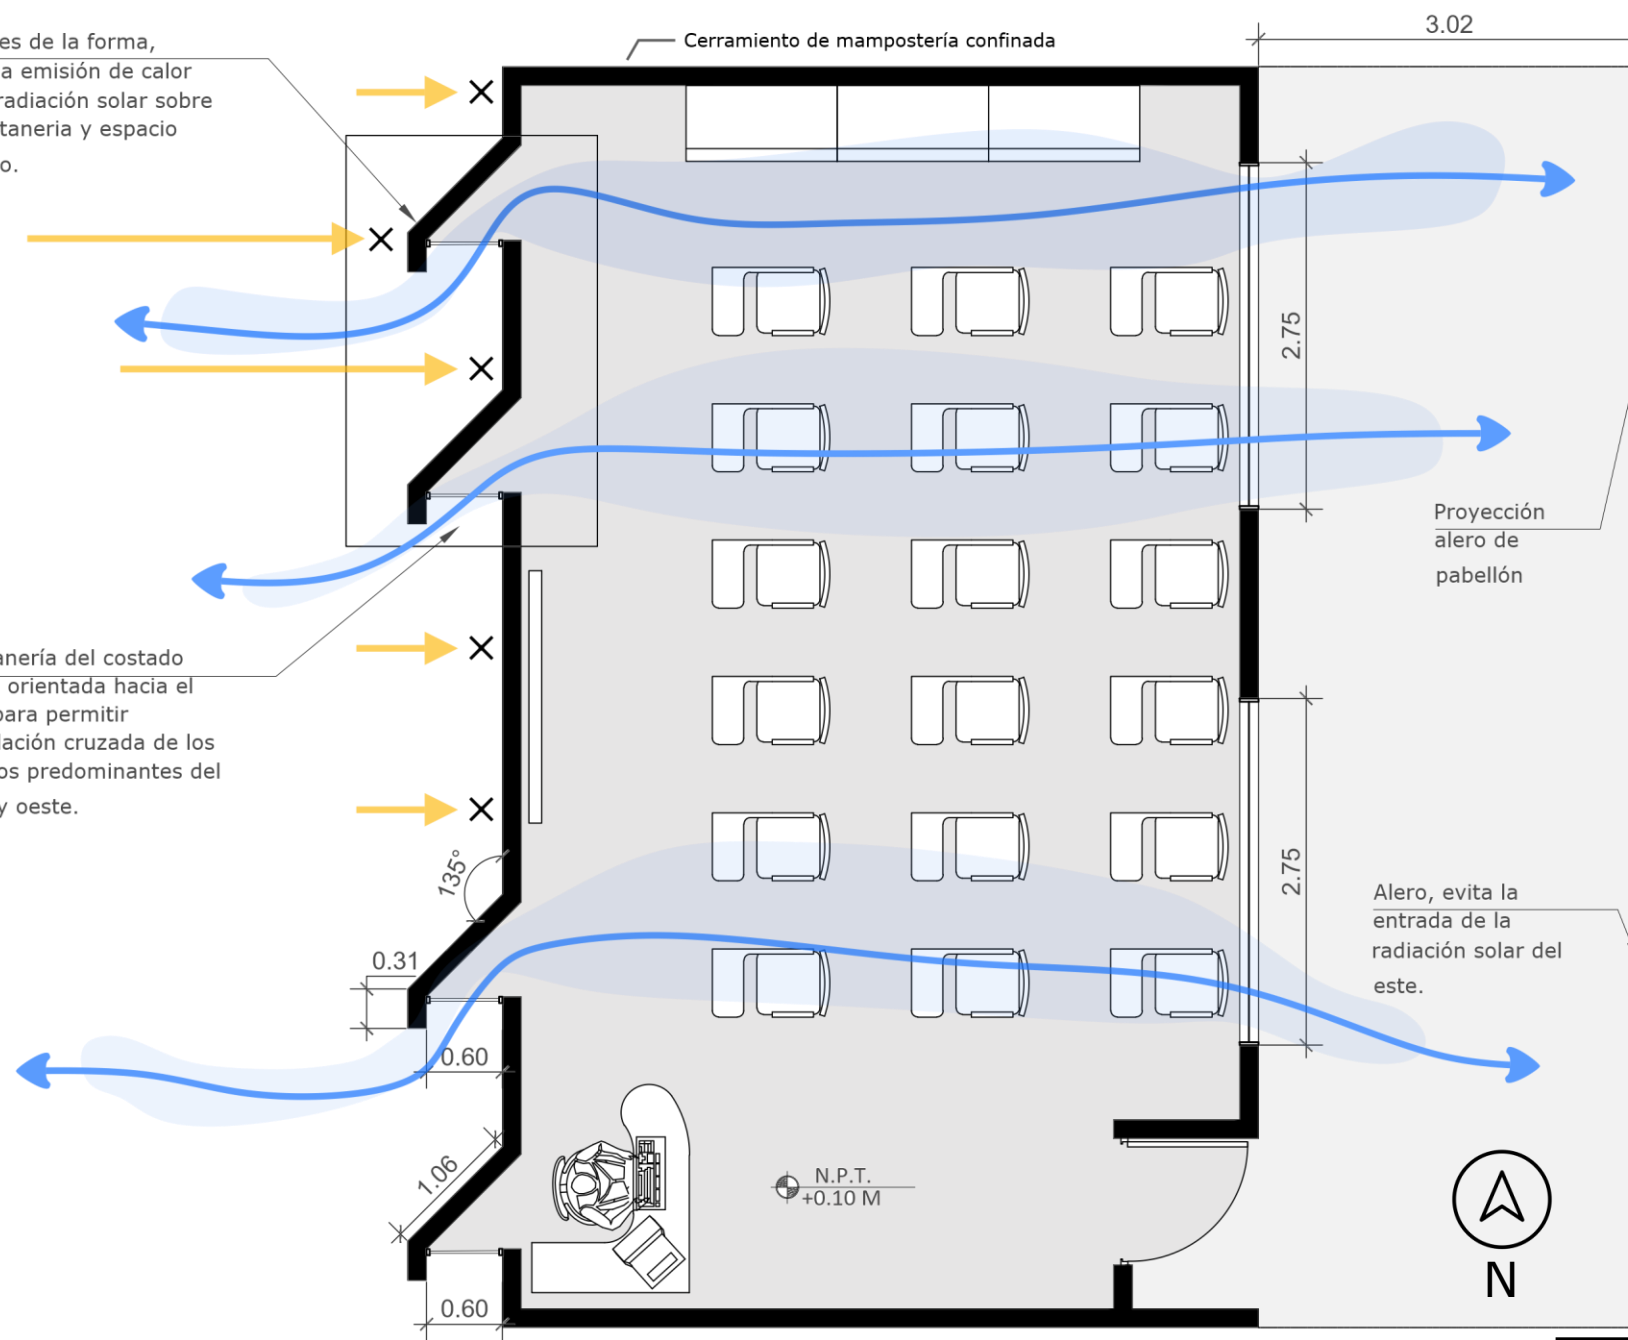 es de la forma,
a emisión de calor
radiación solar sobre
taneria y espacio
o.
Cerramiento de mampostería confinada
3.02
2.75
Proyección
alero de
pabellón
anería del costado
orientada hacia el
para permitir
lación cruzada de los
os predominantes del
y oeste.
135°
0.31
0.60
1.06
0.60
2.75
Alero, evita la
entrada de la
radiación solar del
este.
N.P.T.
+0.10 M
N